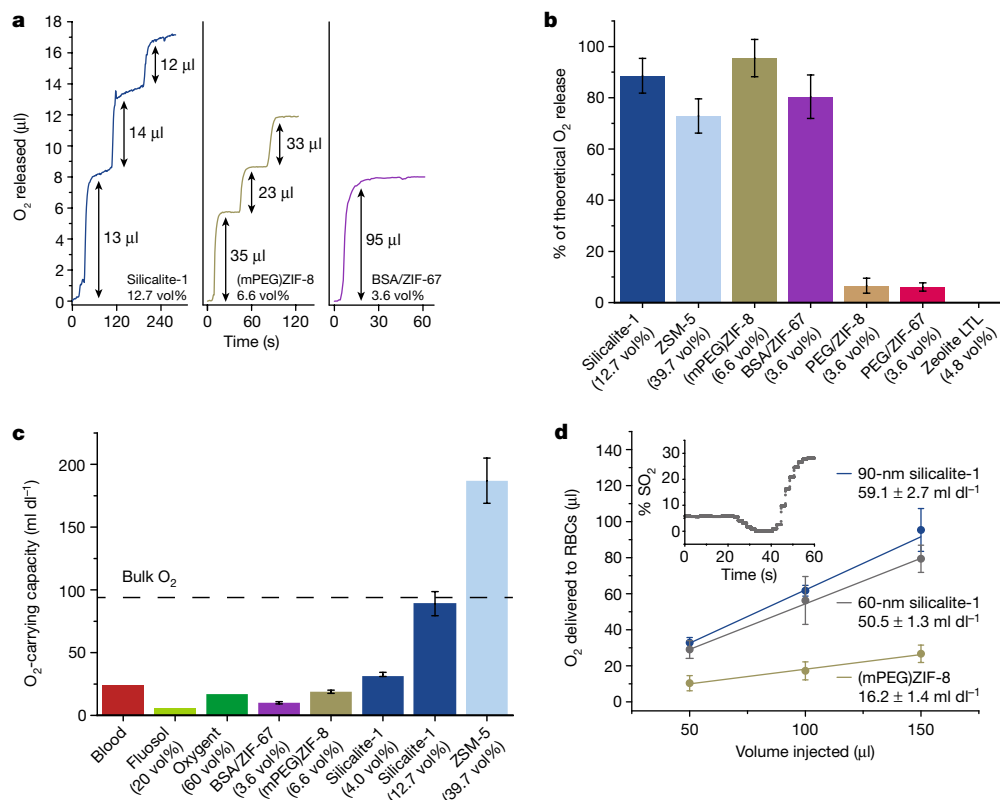 a
O2 released (µl)
18
16
14
12
10
8
6
4
2
0
12 µl
14 µl
13 µl
Silicalite-1
12.7 vol%
0 120 240
33 µl
23 µl
35 µl
(mPEG)ZIF-8
6.6 vol%
0 60 120
95 µl
BSA/ZIF-67
3.6 vol%
0 30 60
Time (s)
b
% of theoretical O2 release
100
80
60
40
20
0
Silicalite-1
(12.7 vol%)
ZSM-5
(39.7 vol%)
(mPEG)ZIF-8
(6.6 vol%)
BSA/ZIF-67
(3.6 vol%)
PEG/ZIF-8
(3.6 vol%)
PEG/ZIF-67
(3.6 vol%)
Zeolite LTL
(4.8 vol%)
c
O2-carrying capacity (ml dl−1)
200
150
100
50
0
Bulk O2
Blood
Fluosol
(20 vol%)
Oxygent
(60 vol%)
BSA/ZIF-67
(3.6 vol%)
(mPEG)ZIF-8
(6.6 vol%)
Silicalite-1
(4.0 vol%)
Silicalite-1
(12.7 vol%)
ZSM-5
(39.7 vol%)
d
O2 delivered to RBCs (µl)
140
120
100
80
60
40
20
0
% SO2
30
20
10
0
0 20 40 60
Time (s)
90-nm silicalite-1
59.1 ± 2.7 ml dl−1
60-nm silicalite-1
50.5 ± 1.3 ml dl−1
(mPEG)ZIF-8
16.2 ± 1.4 ml dl−1
50 100 150
Volume injected (µl)